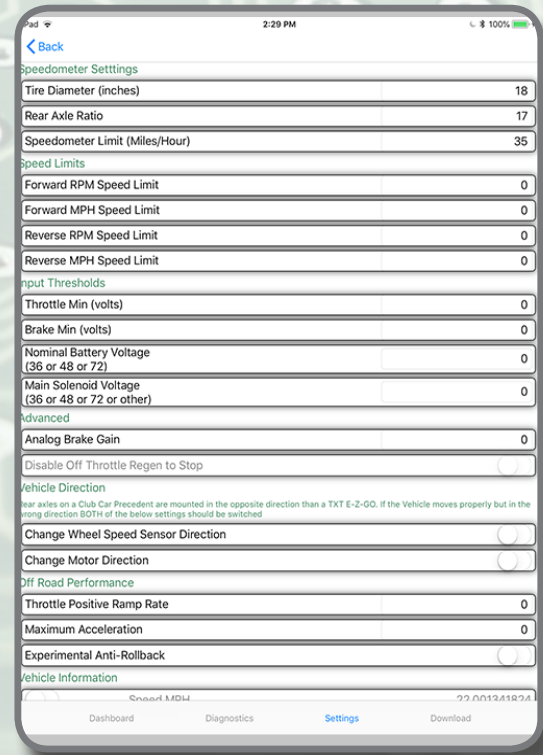 Pad 2:29 PM 100%
Back
Speedometer Setttings
Tire Diameter (inches) 18
Rear Axle Ratio 17
Speedometer Limit (Miles/Hour) 35
Speed Limits
Forward RPM Speed Limit 0
Forward MPH Speed Limit 0
Reverse RPM Speed Limit 0
Reverse MPH Speed Limit 0
nput Thresholds
Throttle Min (volts) 0
Brake Min (volts) 0
Nominal Battery Voltage
(36 or 48 or 72) 0
Main Solenoid Voltage
(36 or 48 or 72 or other) 0
Advanced
Analog Brake Gain 0
Disable Off Throttle Regen to Stop
Vehicle Direction
Rear axles on a Club Car Precedent are mounted in the opposite direction than a TXT E-Z-GO. If the Vehicle moves properly but in the
wrong direction BOTH of the below settings should be switched
Change Wheel Speed Sensor Direction
Change Motor Direction
Off Road Performance
Throttle Positive Ramp Rate 0
Maximum Acceleration 0
Experimental Anti-Rollback
Vehicle Information
Speed MPH 22.001341824
Dashboard Diagnostics Settings Download